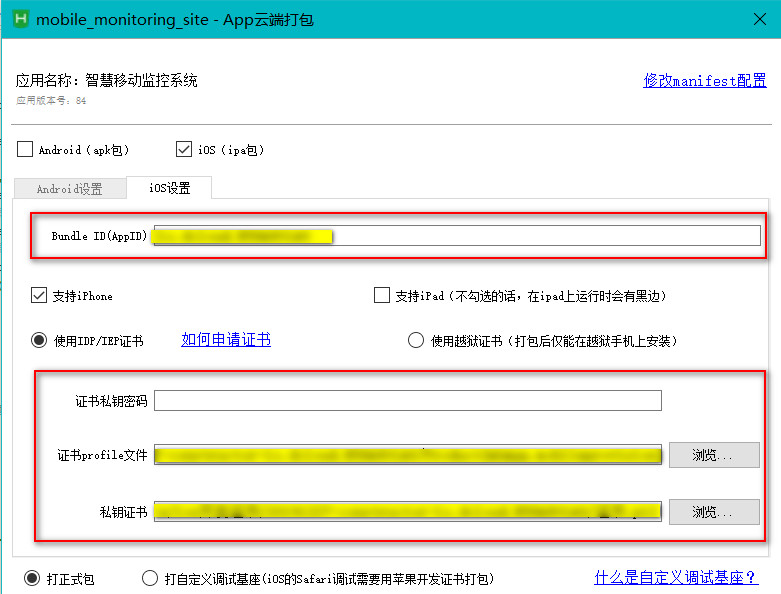 mobile_monitoring_site - App云端打包
应用名称：智慧移动监控系统
修改manifest配置
应用版本号：84
Android（apk包）
iOS（ipa包）
Android设置
iOS设置
Bundle ID(AppID)
支持iPhone
支持iPad（不勾选的话，在ipad上运行时会有黑边）
使用IDP/IEP证书
如何申请证书
使用越狱证书（打包后仅能在越狱手机上安装）
证书私钥密码
证书profile文件
浏览...
私钥证书
浏览...
打正式包
打自定义调试基座(iOS的Safari调试需要用苹果开发证书打包)
什么是自定义调试基座？